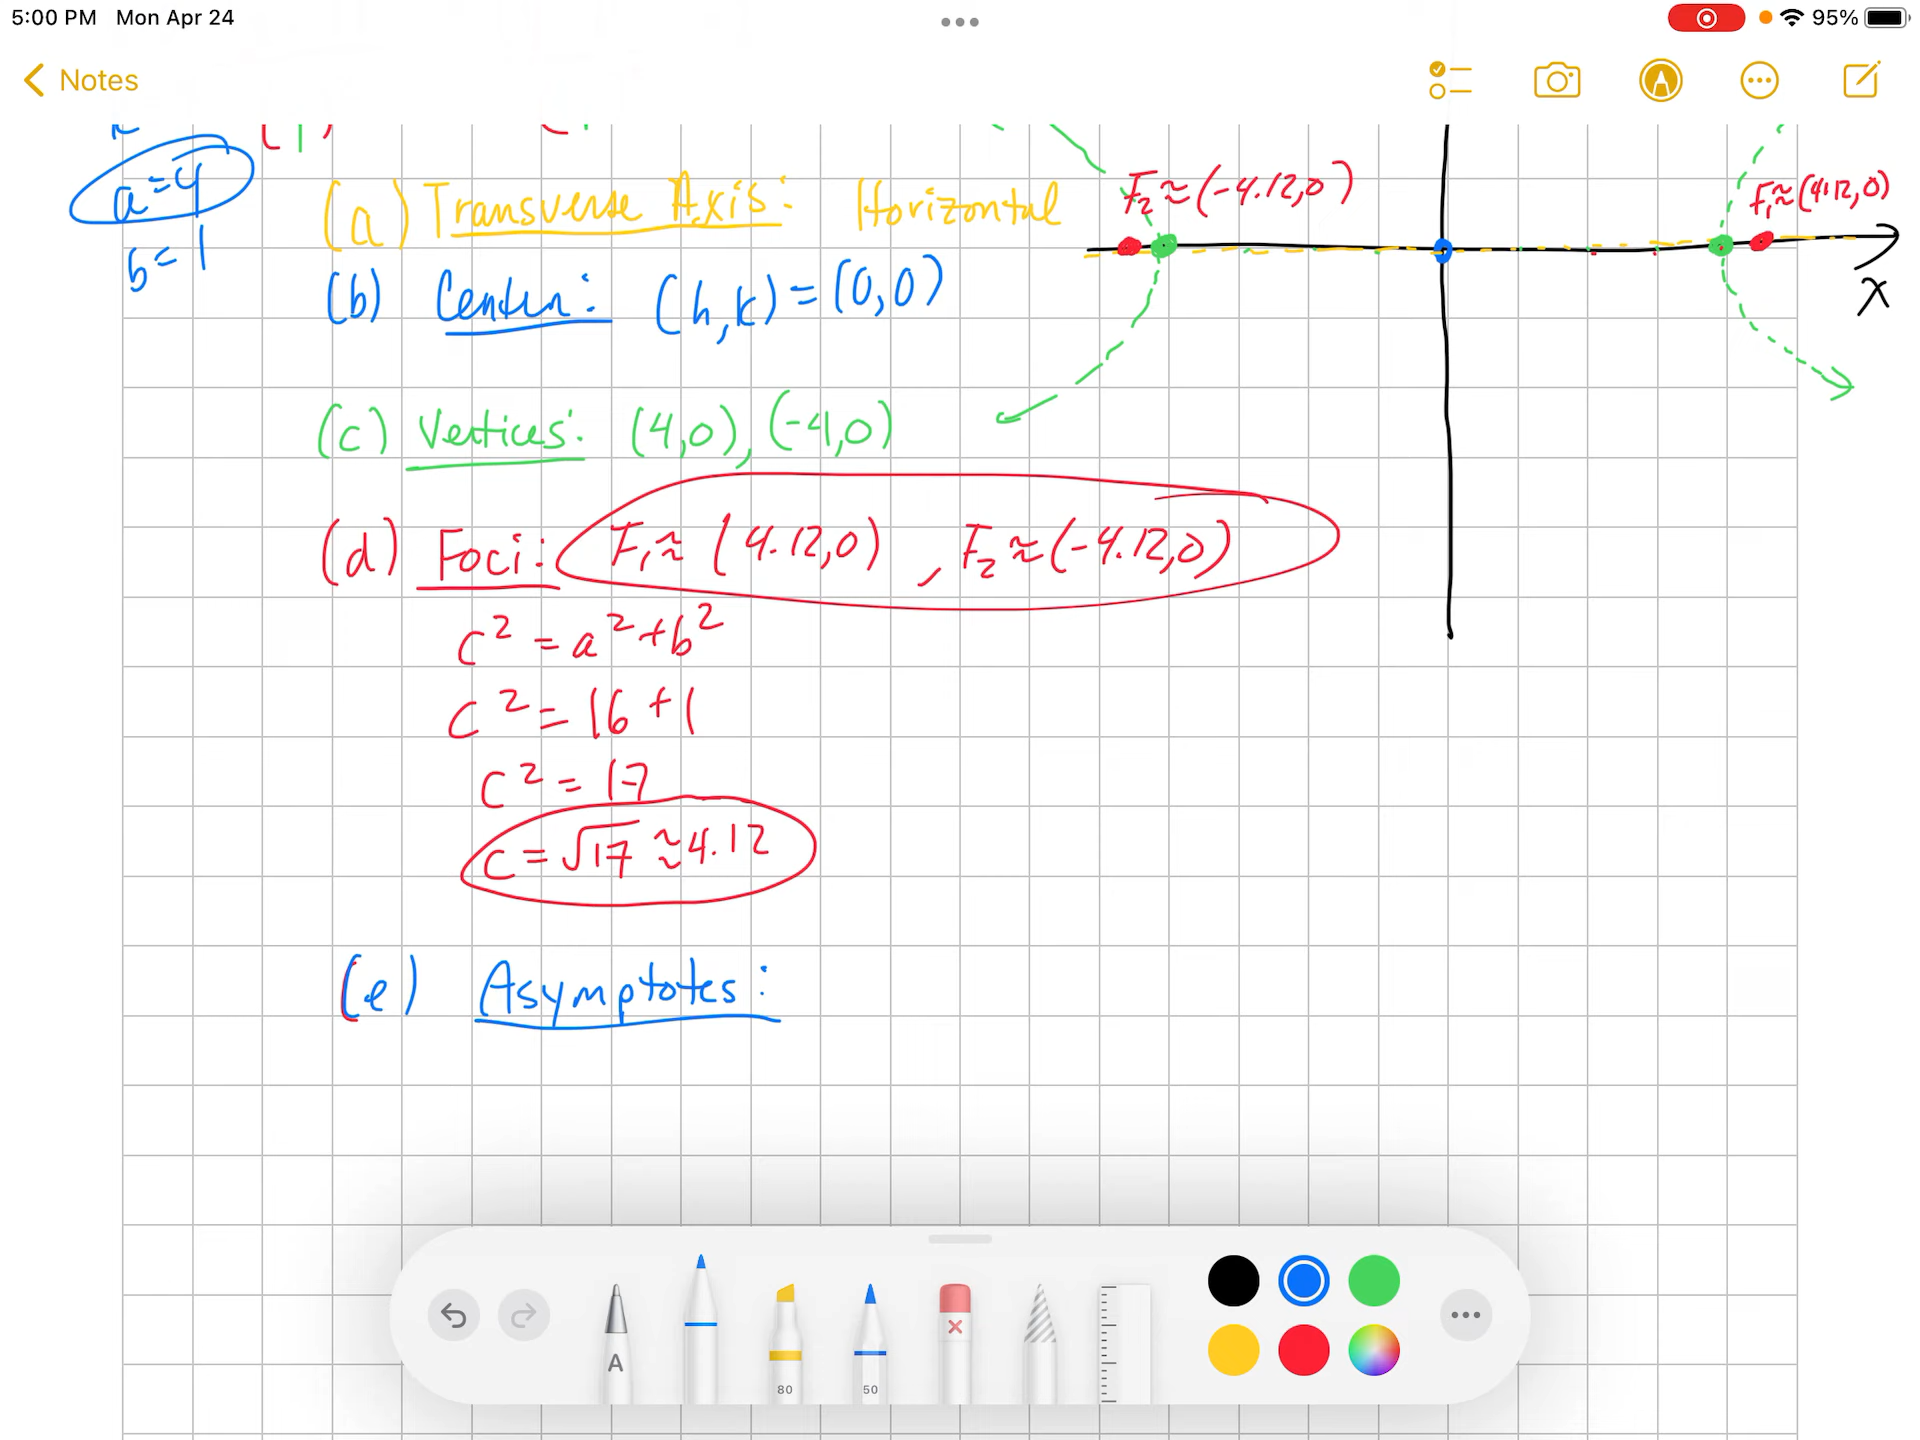 5:00 PM Mon Apr 24
95%
Notes
a=4
b=1
(a) Transverse Axis: Horizontal
F₂≈(-4.12,0)
F₁≈(4.12,0)
X
(b) Center: (h,k)=(0,0)
(c) Vertices: (4,0), (-4,0)
(d) Foci: F₁≈(4.12,0), F₂≈(-4.12,0)
c²=a²+b²
c²=16+1
c²=17
c=√17≈4.12
(e) Asymptotes:
A
80
50